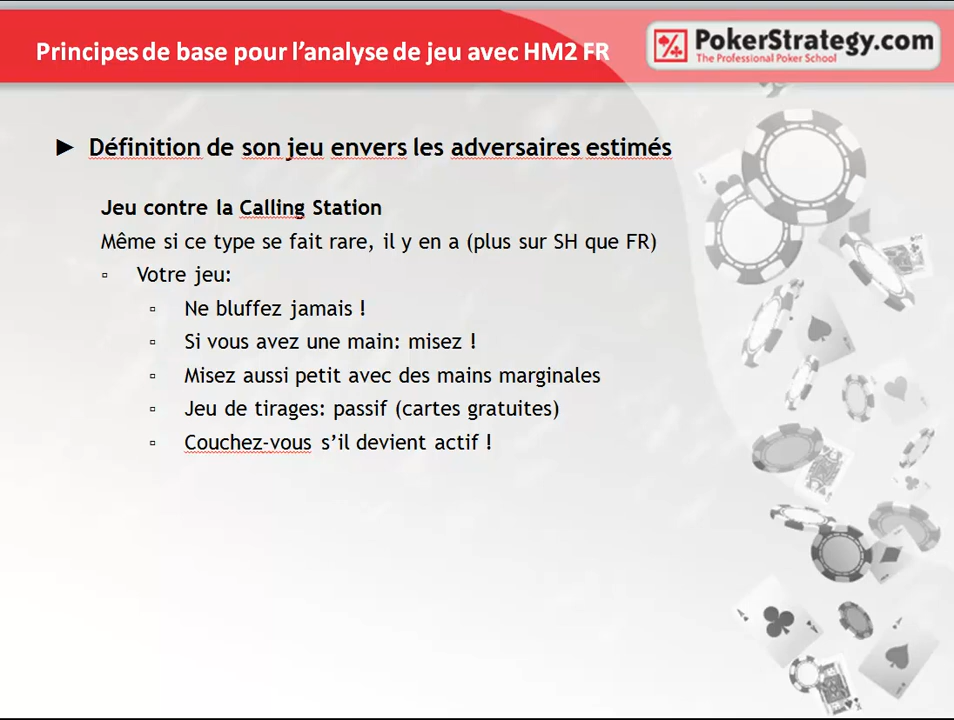 Principes de base pour l'analyse de jeu avec HM2 FR
PokerStrategy.com
The Professional Poker School
► Définition de son jeu envers les adversaires estimés
Jeu contre la Calling Station
Même si ce type se fait rare, il y en a (plus sur SH que FR)
▫ Votre jeu:
▫ Ne bluffez jamais !
▫ Si vous avez une main: misez !
▫ Misez aussi petit avec des mains marginales
▫ Jeu de tirages: passif (cartes gratuites)
▫ Couchez-vous s'il devient actif !